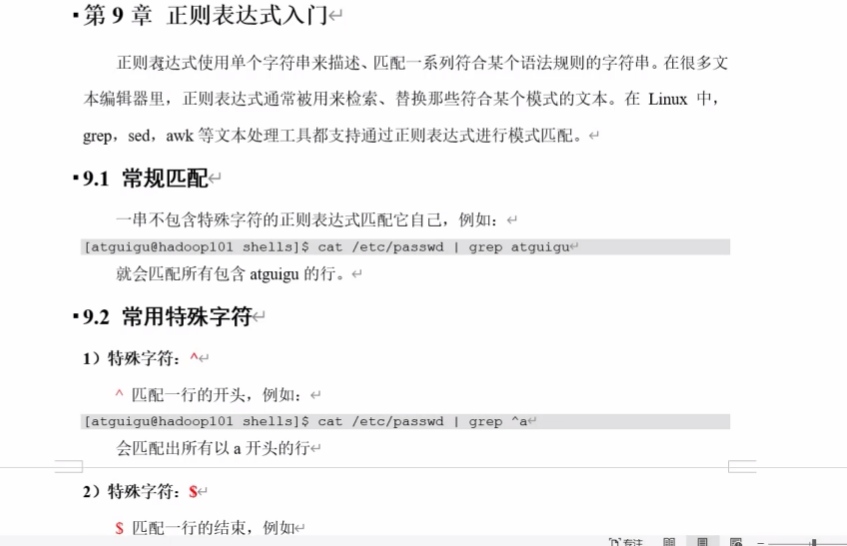 第 9 章 正则表达式入门
正则表达式使用单个字符串来描述、匹配一系列符合某个语法规则的字符串。在很多文
本编辑器里，正则表达式通常被用来检索、替换那些符合某个模式的文本。在 Linux 中，
grep，sed，awk 等文本处理工具都支持通过正则表达式进行模式匹配。
9.1 常规匹配
一串不包含特殊字符的正则表达式匹配它自己，例如：
[atguigu@hadoop101 shells]$ cat /etc/passwd | grep atguigu
就会匹配所有包含 atguigu 的行。
9.2 常用特殊字符
1）特殊字符：^
^ 匹配一行的开头，例如：
[atguigu@hadoop101 shells]$ cat /etc/passwd | grep ^a
会匹配出所有以 a 开头的行
2）特殊字符：$
$ 匹配一行的结束，例如
专注